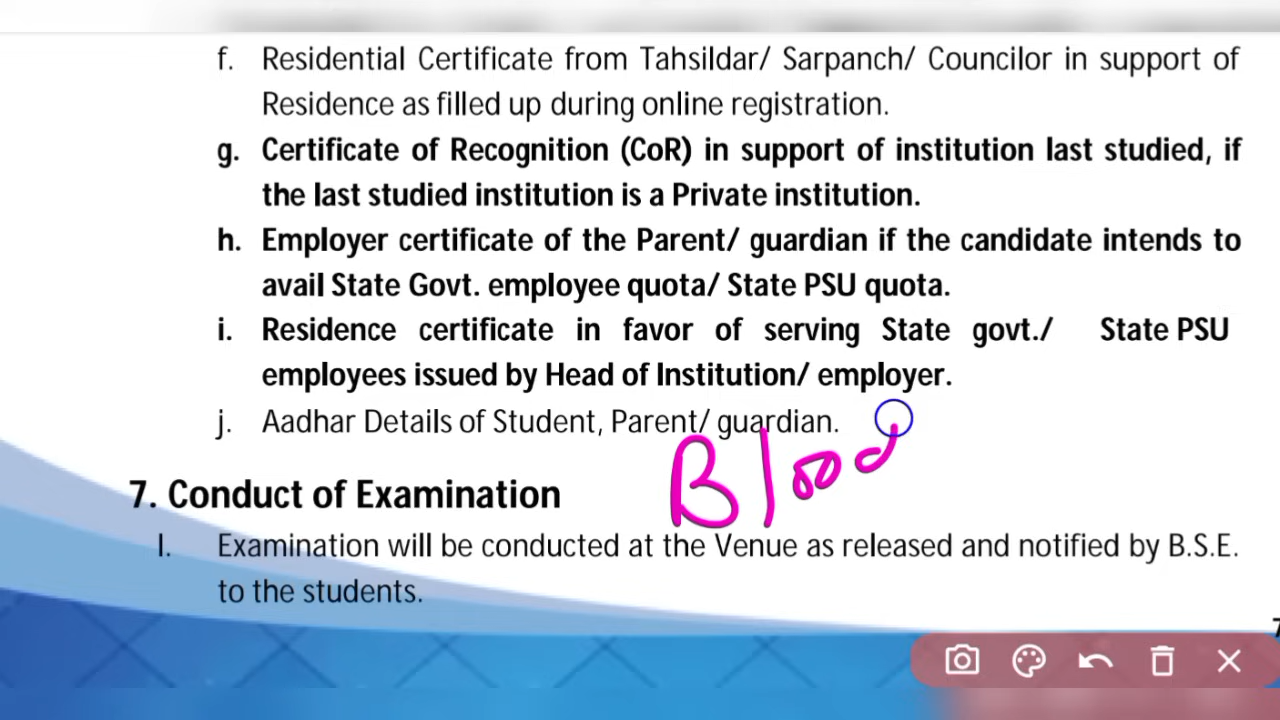 f. Residential Certificate from Tahsildar/ Sarpanch/ Councilor in support of
Residence as filled up during online registration.
g. Certificate of Recognition (CoR) in support of institution last studied, if
the last studied institution is a Private institution.
h. Employer certificate of the Parent/ guardian if the candidate intends to
avail State Govt. employee quota/ State PSU quota.
i. Residence certificate in favor of serving State govt./ State PSU
employees issued by Head of Institution/ employer.
j. Aadhar Details of Student, Parent/ guardian.
Blood
7. Conduct of Examination
I. Examination will be conducted at the Venue as released and notified by B.S.E.
to the students.
7